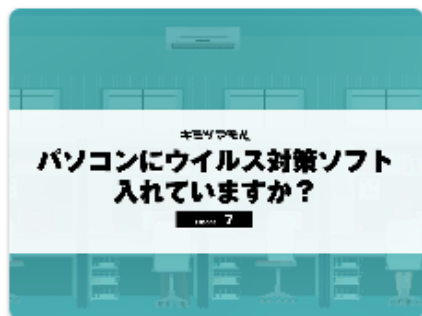 キモツマモル
パソコンにウイルス対策ソフト
入れていますか？
7